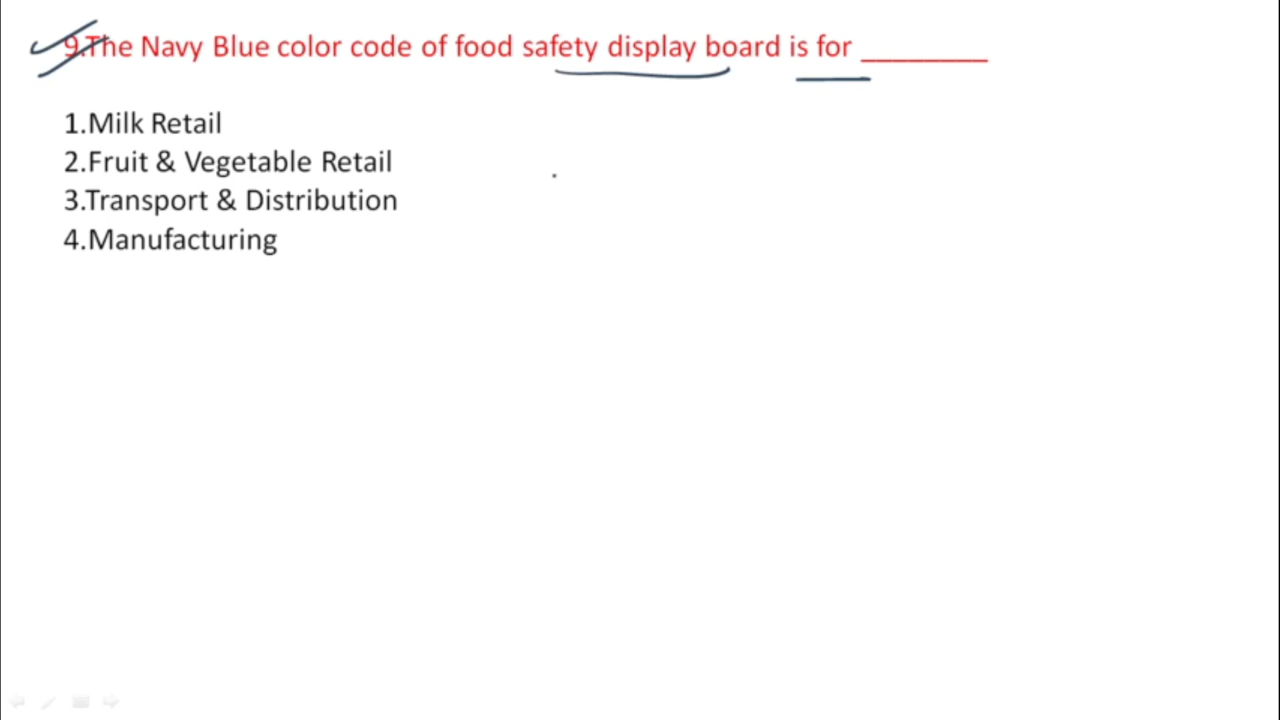 9.The Navy Blue color code of food safety display board is for _________
1.Milk Retail
2.Fruit & Vegetable Retail
3.Transport & Distribution
4.Manufacturing